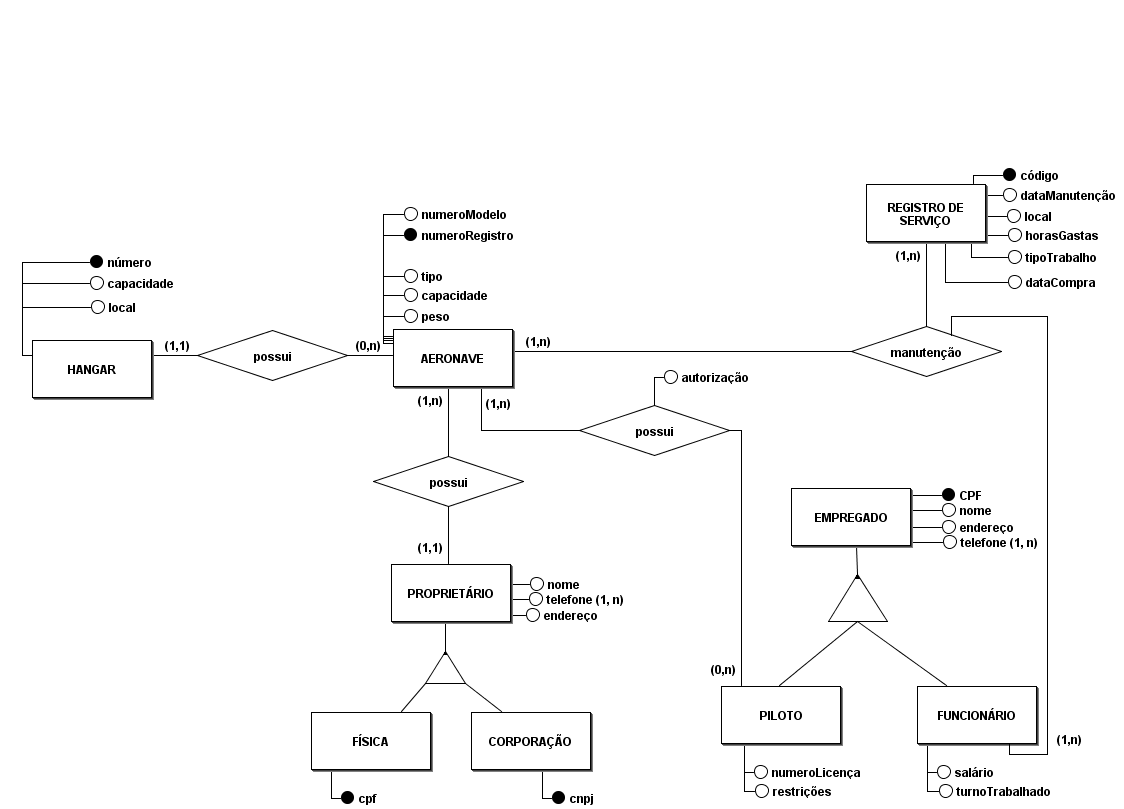 código
REGISTRO DE
SERVIÇO
dataManutenção
local
horasGastas
tipoTrabalho
dataCompra
(1,n)
numeroModelo
numeroRegistro
tipo
capacidade
peso
número
capacidade
local
HANGAR
(1,1)
possui
(0,n)
AERONAVE
(1,n)
manutenção
(1,n)
(1,n)
autorização
possui
possui
(1,1)
PROPRIETÁRIO
nome
telefone (1, n)
endereço
FÍSICA
CORPORAÇÃO
cpf
cnpj
EMPREGADO
CPF
nome
endereço
telefone (1, n)
(0,n)
PILOTO
FUNCIONÁRIO
(1,n)
numeroLicença
restrições
salário
turnoTrabalhado